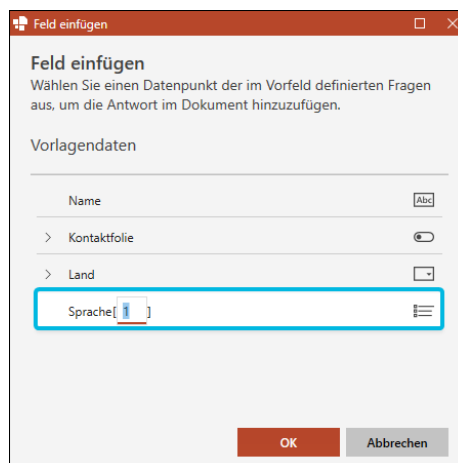 Feld einfügen
Feld einfügen
Wählen Sie einen Datenpunkt der im Vorfeld definierten Fragen
aus, um die Antwort im Dokument hinzuzufügen.
Vorlagendaten
Name Abc
Kontaktfolie
Land
Sprache[ 1 ]
OK Abbrechen